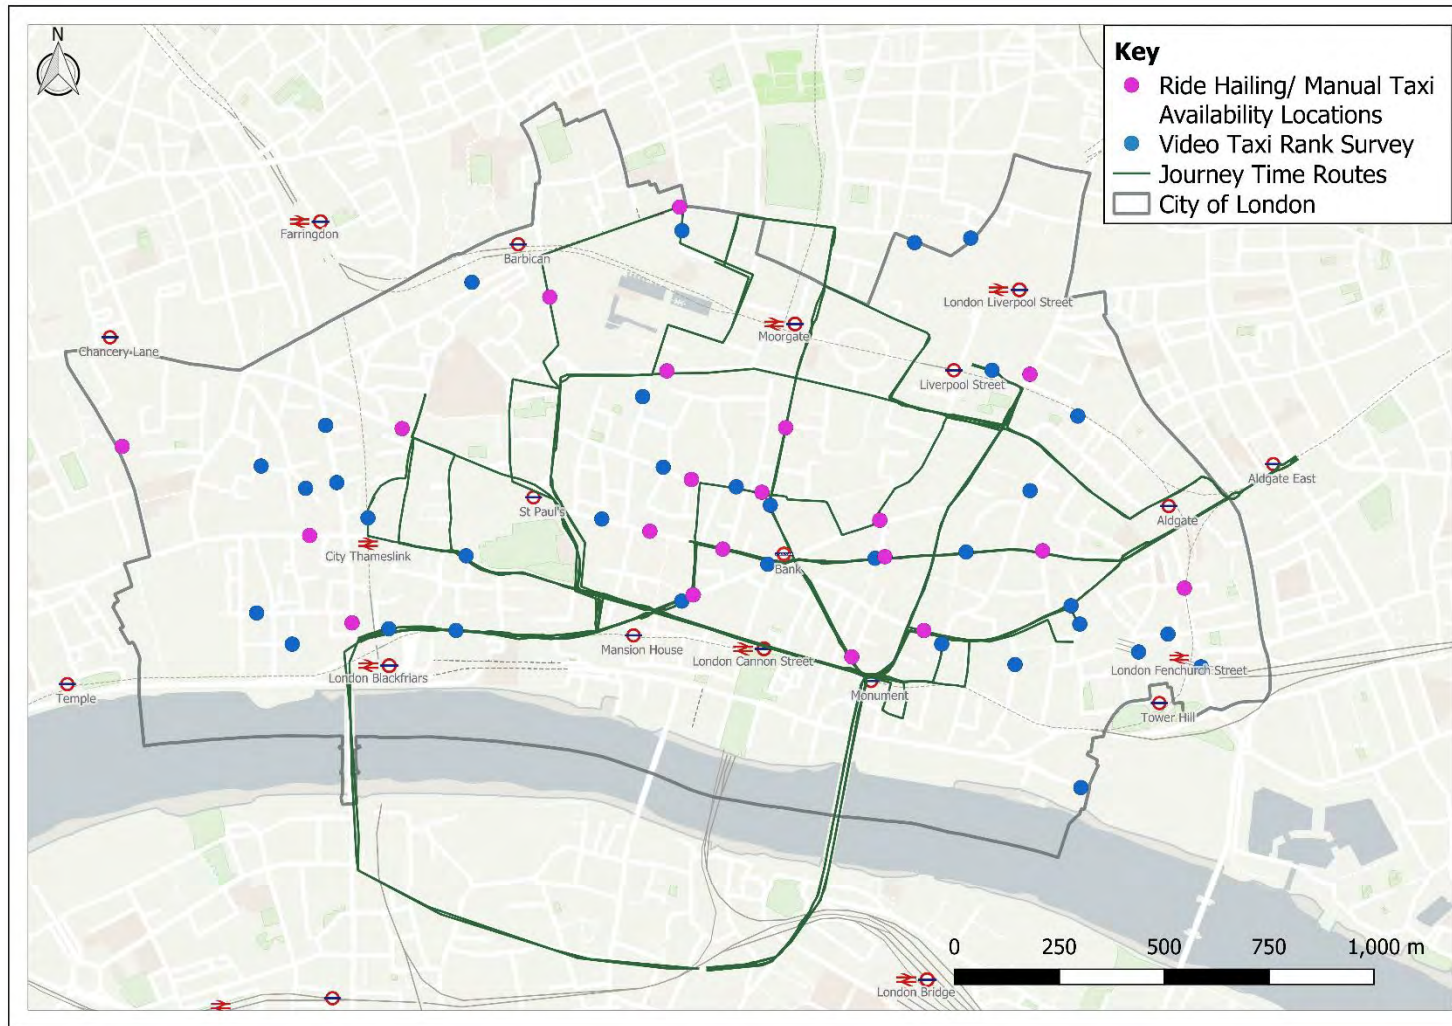 N
Key
Ride Hailing/ Manual Taxi
Availability Locations
Video Taxi Rank Survey
Journey Time Routes
City of London
Farringdon
Barbican
London Liverpool Street
Moorgate
Chancery Lane
Liverpool Street
Aldgate East
St Paul's
Aldgate
City Thameslink
Bank
Mansion House
London Cannon Street
London Blackfriars
London Fenchurch Street
Temple
Monument
Tower Hill
0 250 500 750 1,000 m
London Bridge